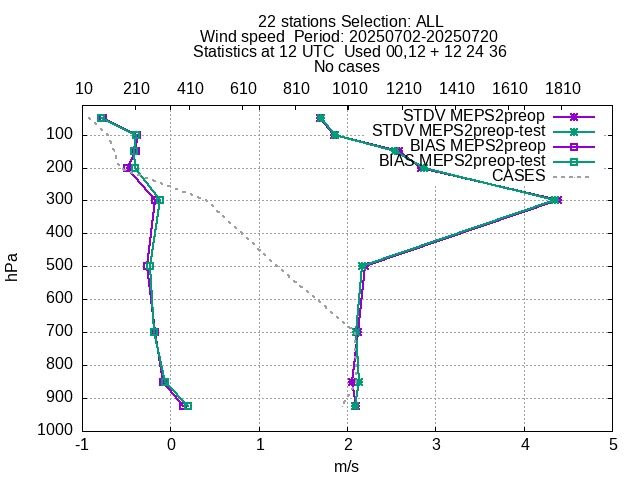 22 stations Selection: ALL
Wind speed  Period: 20250702-20250720
Statistics at 12 UTC  Used 00,12 + 12 24 36
No cases
10 210 410 610 810 1010 1210 1410 1610 1810
STDV MEPS2preop
STDV MEPS2preop-test
BIAS MEPS2preop
BIAS MEPS2preop-test
CASES
100
200
300
400
500
600
700
800
900
1000
hPa
-1 0 1 2 3 4 5
m/s